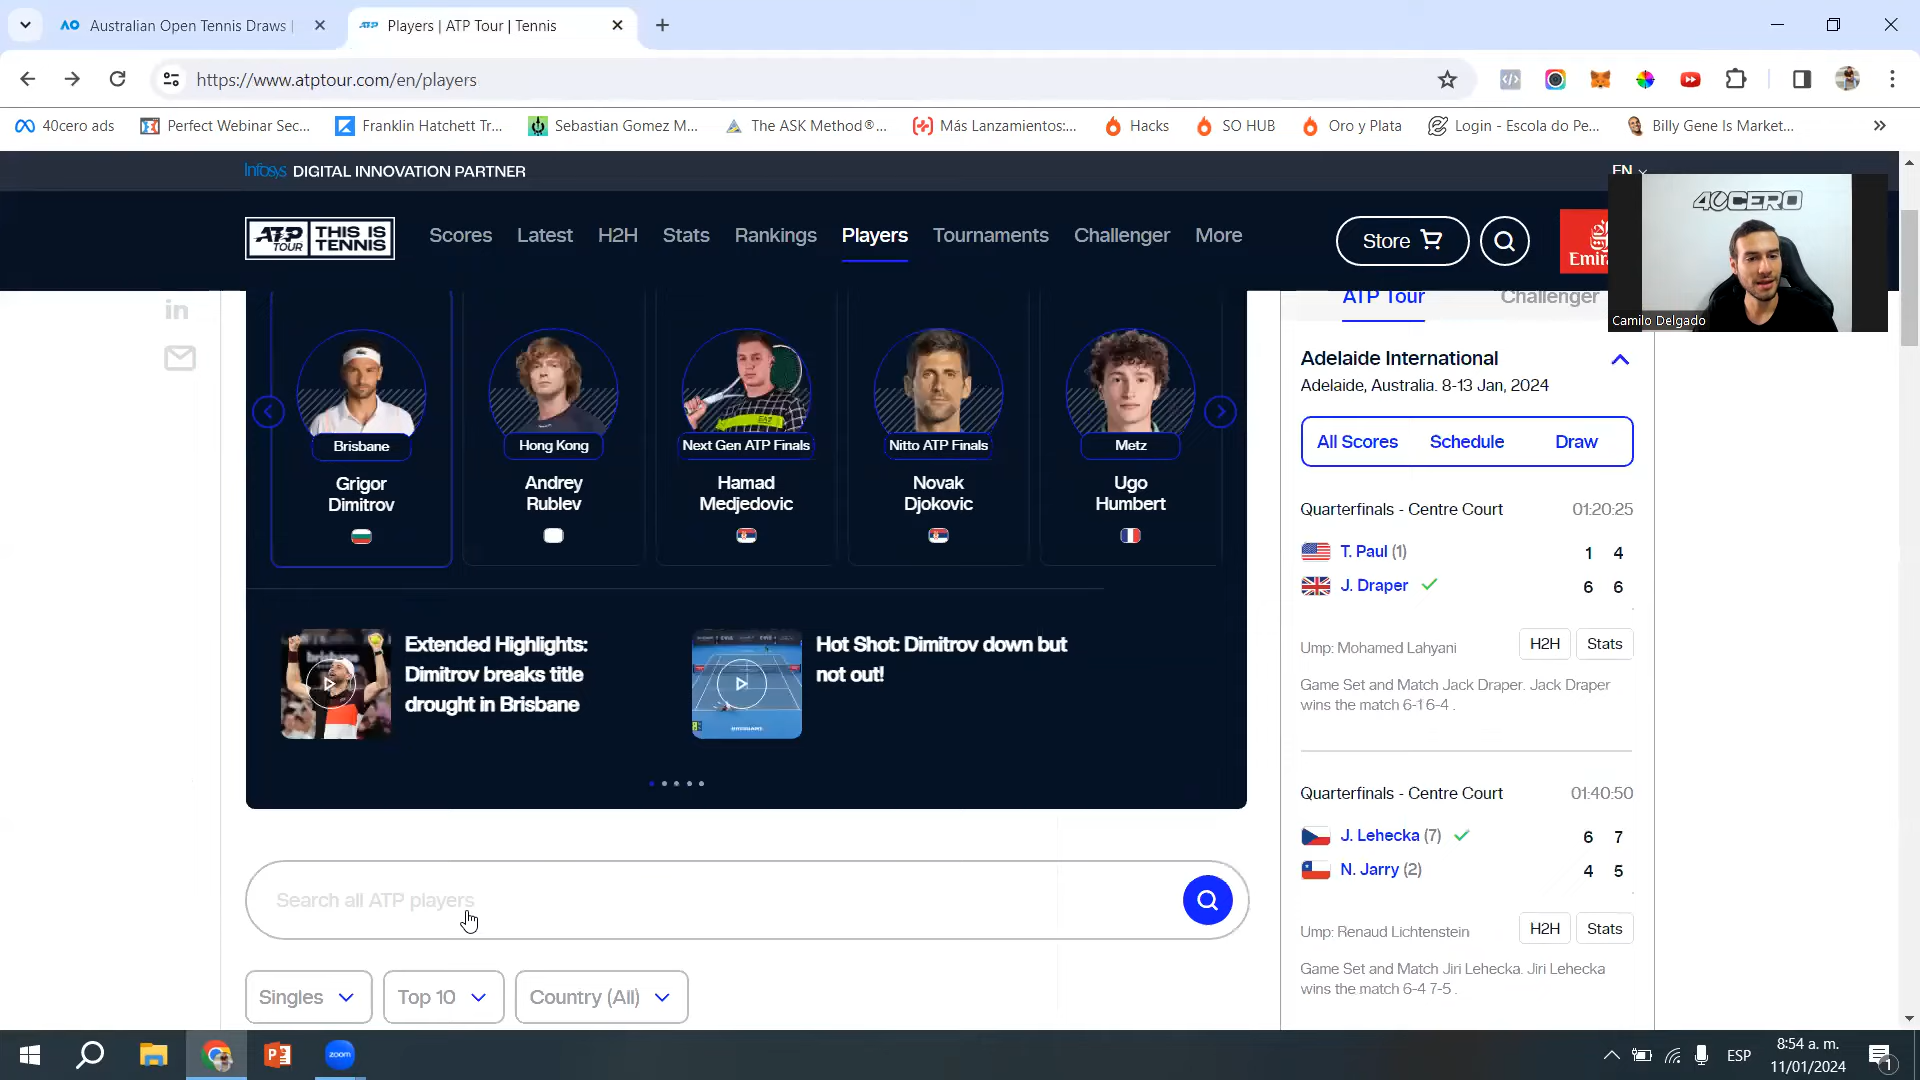 Australian Open Tennis Draws |
Players | ATP Tour | Tennis
https://www.atptour.com/en/players
40cero ads
Perfect Webinar Sec...
Franklin Hatchett Tr...
Sebastian Gomez M...
The ASK Method®...
Más Lanzamientos:...
Hacks
SO HUB
Oro y Plata
Login - Escola do Pe...
Billy Gene Is Market...
Infosys DIGITAL INNOVATION PARTNER
EN
ATP TOUR THIS IS TENNIS
Scores
Latest
H2H
Stats
Rankings
Players
Tournaments
Challenger
More
Store
40CERO
Camilo Delgado
Brisbane
Grigor
Dimitrov
Hong Kong
Andrey
Rublev
Next Gen ATP Finals
Hamad
Medjedovic
Nitto ATP Finals
Novak
Djokovic
Metz
Ugo
Humbert
Extended Highlights:
Dimitrov breaks title
drought in Brisbane
Hot Shot: Dimitrov down but
not out!
Search all ATP players
Singles
Top 10
Country (All)
ATP Tour
Challenger
Adelaide International
Adelaide, Australia. 8-13 Jan, 2024
All Scores
Schedule
Draw
Quarterfinals - Centre Court 01:20:25
T. Paul (1) 1 4
J. Draper 6 6
Ump: Mohamed Lahyani
H2H
Stats
Game Set and Match Jack Draper. Jack Draper
wins the match 6-1 6-4 .
Quarterfinals - Centre Court 01:40:50
J. Lehecka (7) 6 7
N. Jarry (2) 4 5
Ump: Renaud Lichtenstein
H2H
Stats
Game Set and Match Jiri Lehecka. Jiri Lehecka
wins the match 6-4 7-5 .
zoom
ESP
8:54 a. m.
11/01/2024
1